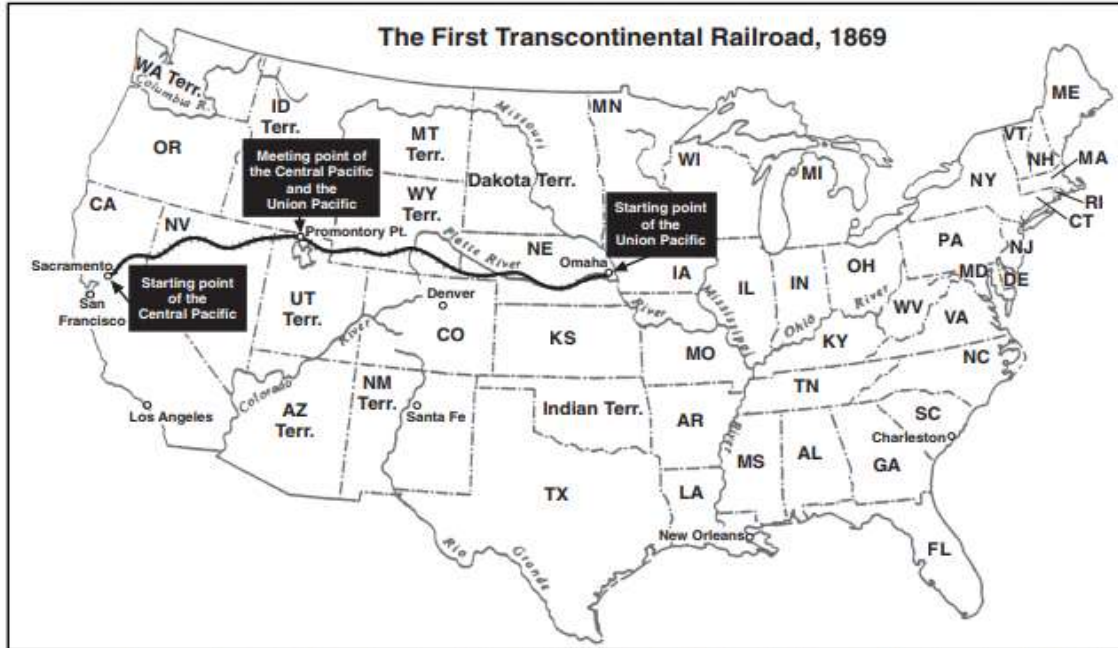 The First Transcontinental Railroad, 1869
WA Terr.
Columbia R.
ID
Terr.
OR
MT
Terr.
Missouri
MN
WI
MI
ME
VT
NH
MA
NY
RI
CT
Meeting point of
the Central Pacific
and the
Union Pacific
WY
Terr.
Dakota Terr.
Starting point
of the
Union Pacific
CA
NV
Promontory Pt.
Platte River
NE
Omaha
IA
PA
NJ
OH
MD
DE
Sacramento
San
Francisco
Starting point
of the
Central Pacific
UT
Terr.
Denver
CO
KS
River
MO
Mississippi
River
IL
IN
Ohio River
WV
VA
KY
NC
Los Angeles
Colorado River
AZ
Terr.
NM
Terr.
Santa Fe
Indian Terr.
AR
TN
SC
Charleston
MS
AL
GA
TX
LA
New Orleans
FL
Rio Grande